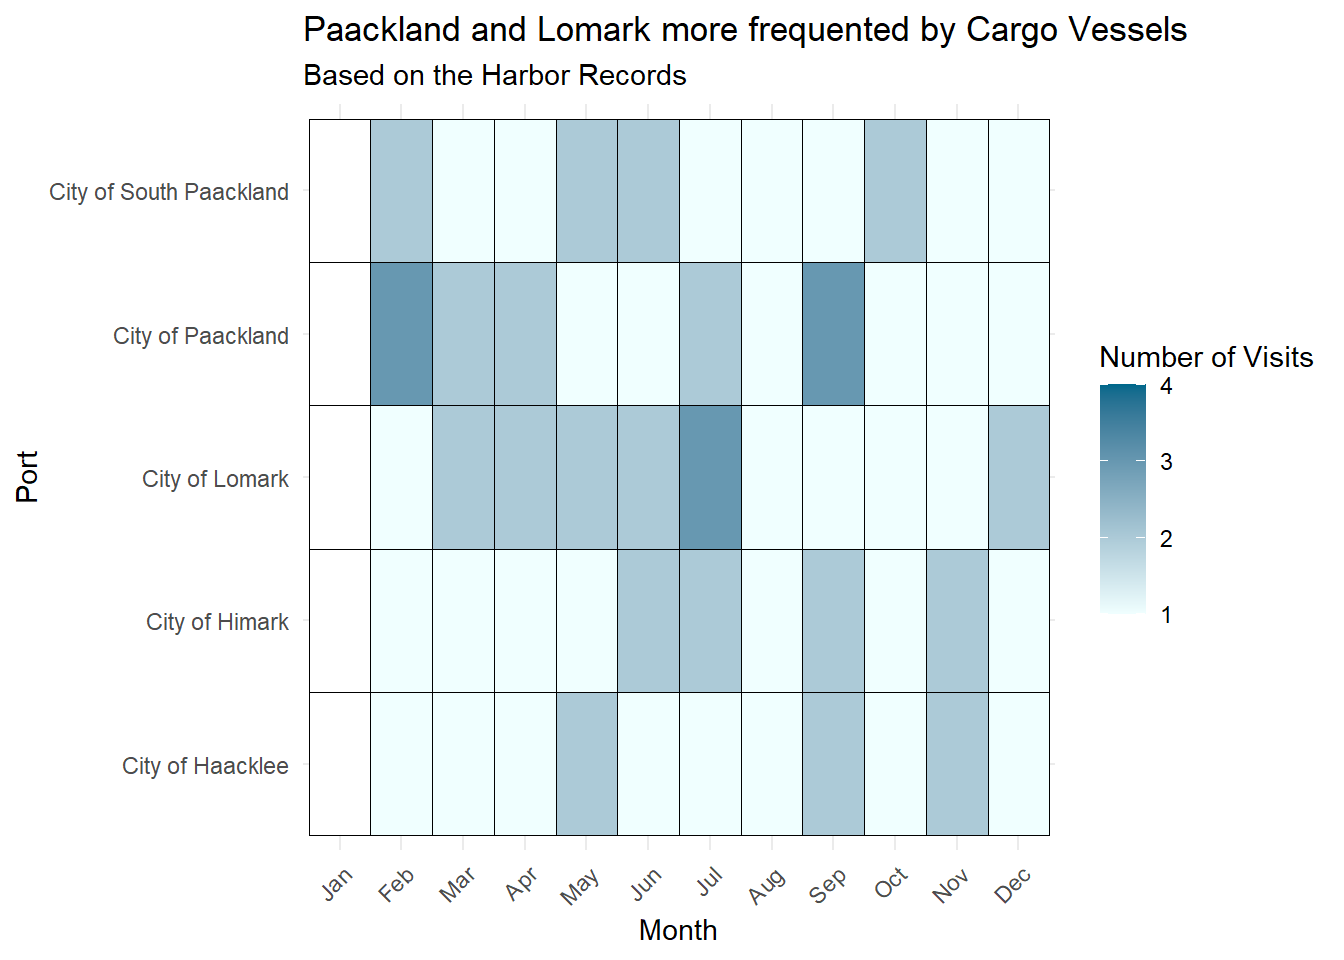 Paackland and Lomark more frequented by Cargo Vessels
Based on the Harbor Records
City of South Paackland
City of Paackland
City of Lomark
City of Himark
City of Haacklee
Port
Jan
Feb
Mar
Apr
May
Jun
Jul
Aug
Sep
Oct
Nov
Dec
Month
Number of Visits
4
3
2
1